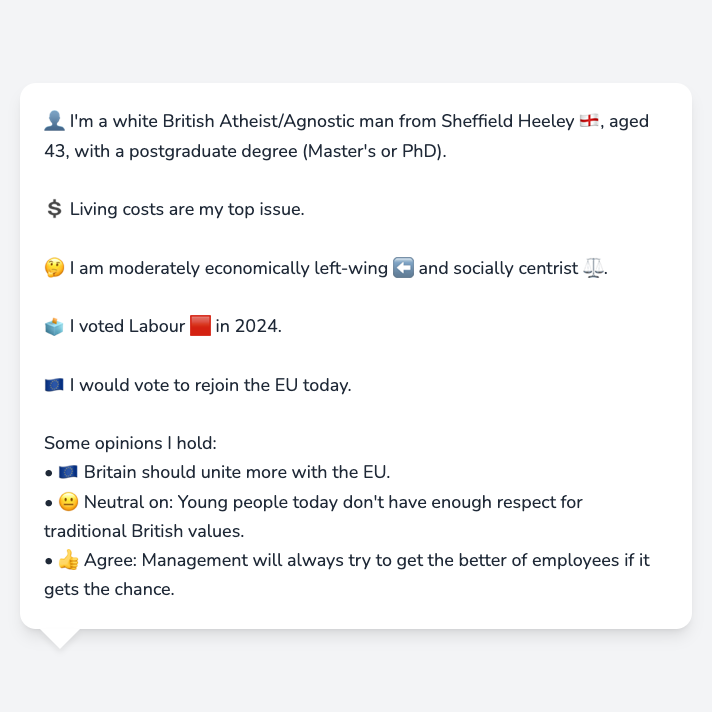 👤 I'm a white British Atheist/Agnostic man from Sheffield Heeley 🏴󠁧󠁢󠁥󠁮󠁧󠁿, aged
43, with a postgraduate degree (Master's or PhD).
💲 Living costs are my top issue.
🤔 I am moderately economically left-wing ⬅️ and socially centrist ⚖️.
🗳️ I voted Labour 🟥 in 2024.
🇪🇺 I would vote to rejoin the EU today.
Some opinions I hold:
• 🇪🇺 Britain should unite more with the EU.
• 😐 Neutral on: Young people today don't have enough respect for
traditional British values.
• 👍 Agree: Management will always try to get the better of employees if it
gets the chance.